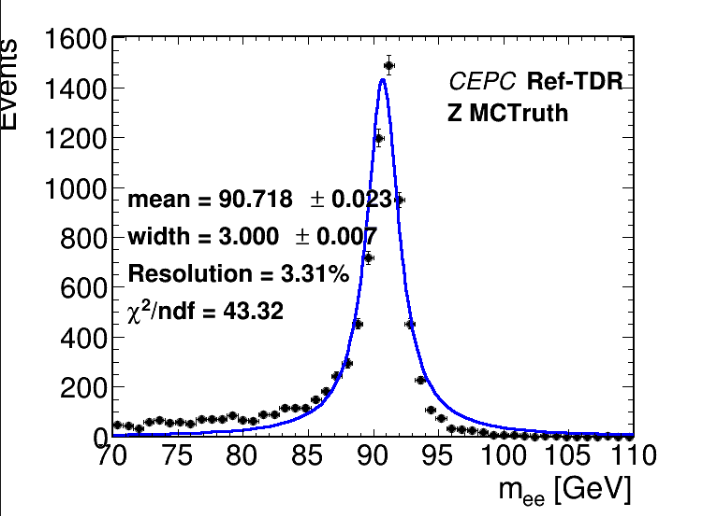 Events
1600
1400
1200
1000
800
600
400
200
0
CEPC Ref-TDR
Z MCTruth
mean = 90.718 ± 0.023
width = 3.000 ± 0.007
Resolution = 3.31%
χ²/ndf = 43.32
70 75 80 85 90 95 100 105 110
m_ee [GeV]